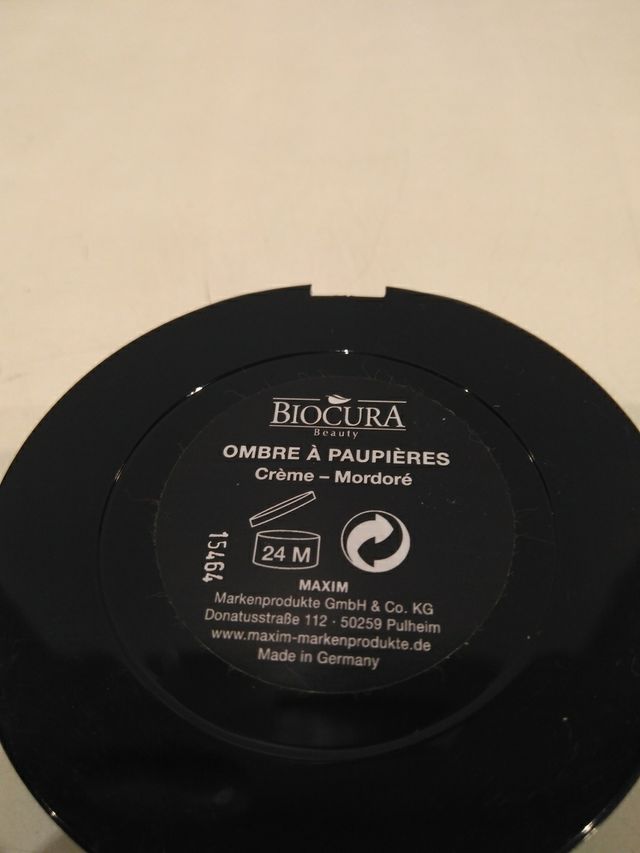 BIOCURA
Beauty
OMBRE À PAUPIÈRES
Crème – Mordoré
24 M
15464
MAXIM
Markenprodukte GmbH & Co. KG
Donatusstraße 112 · 50259 Pulheim
www.maxim-markenprodukte.de
Made in Germany